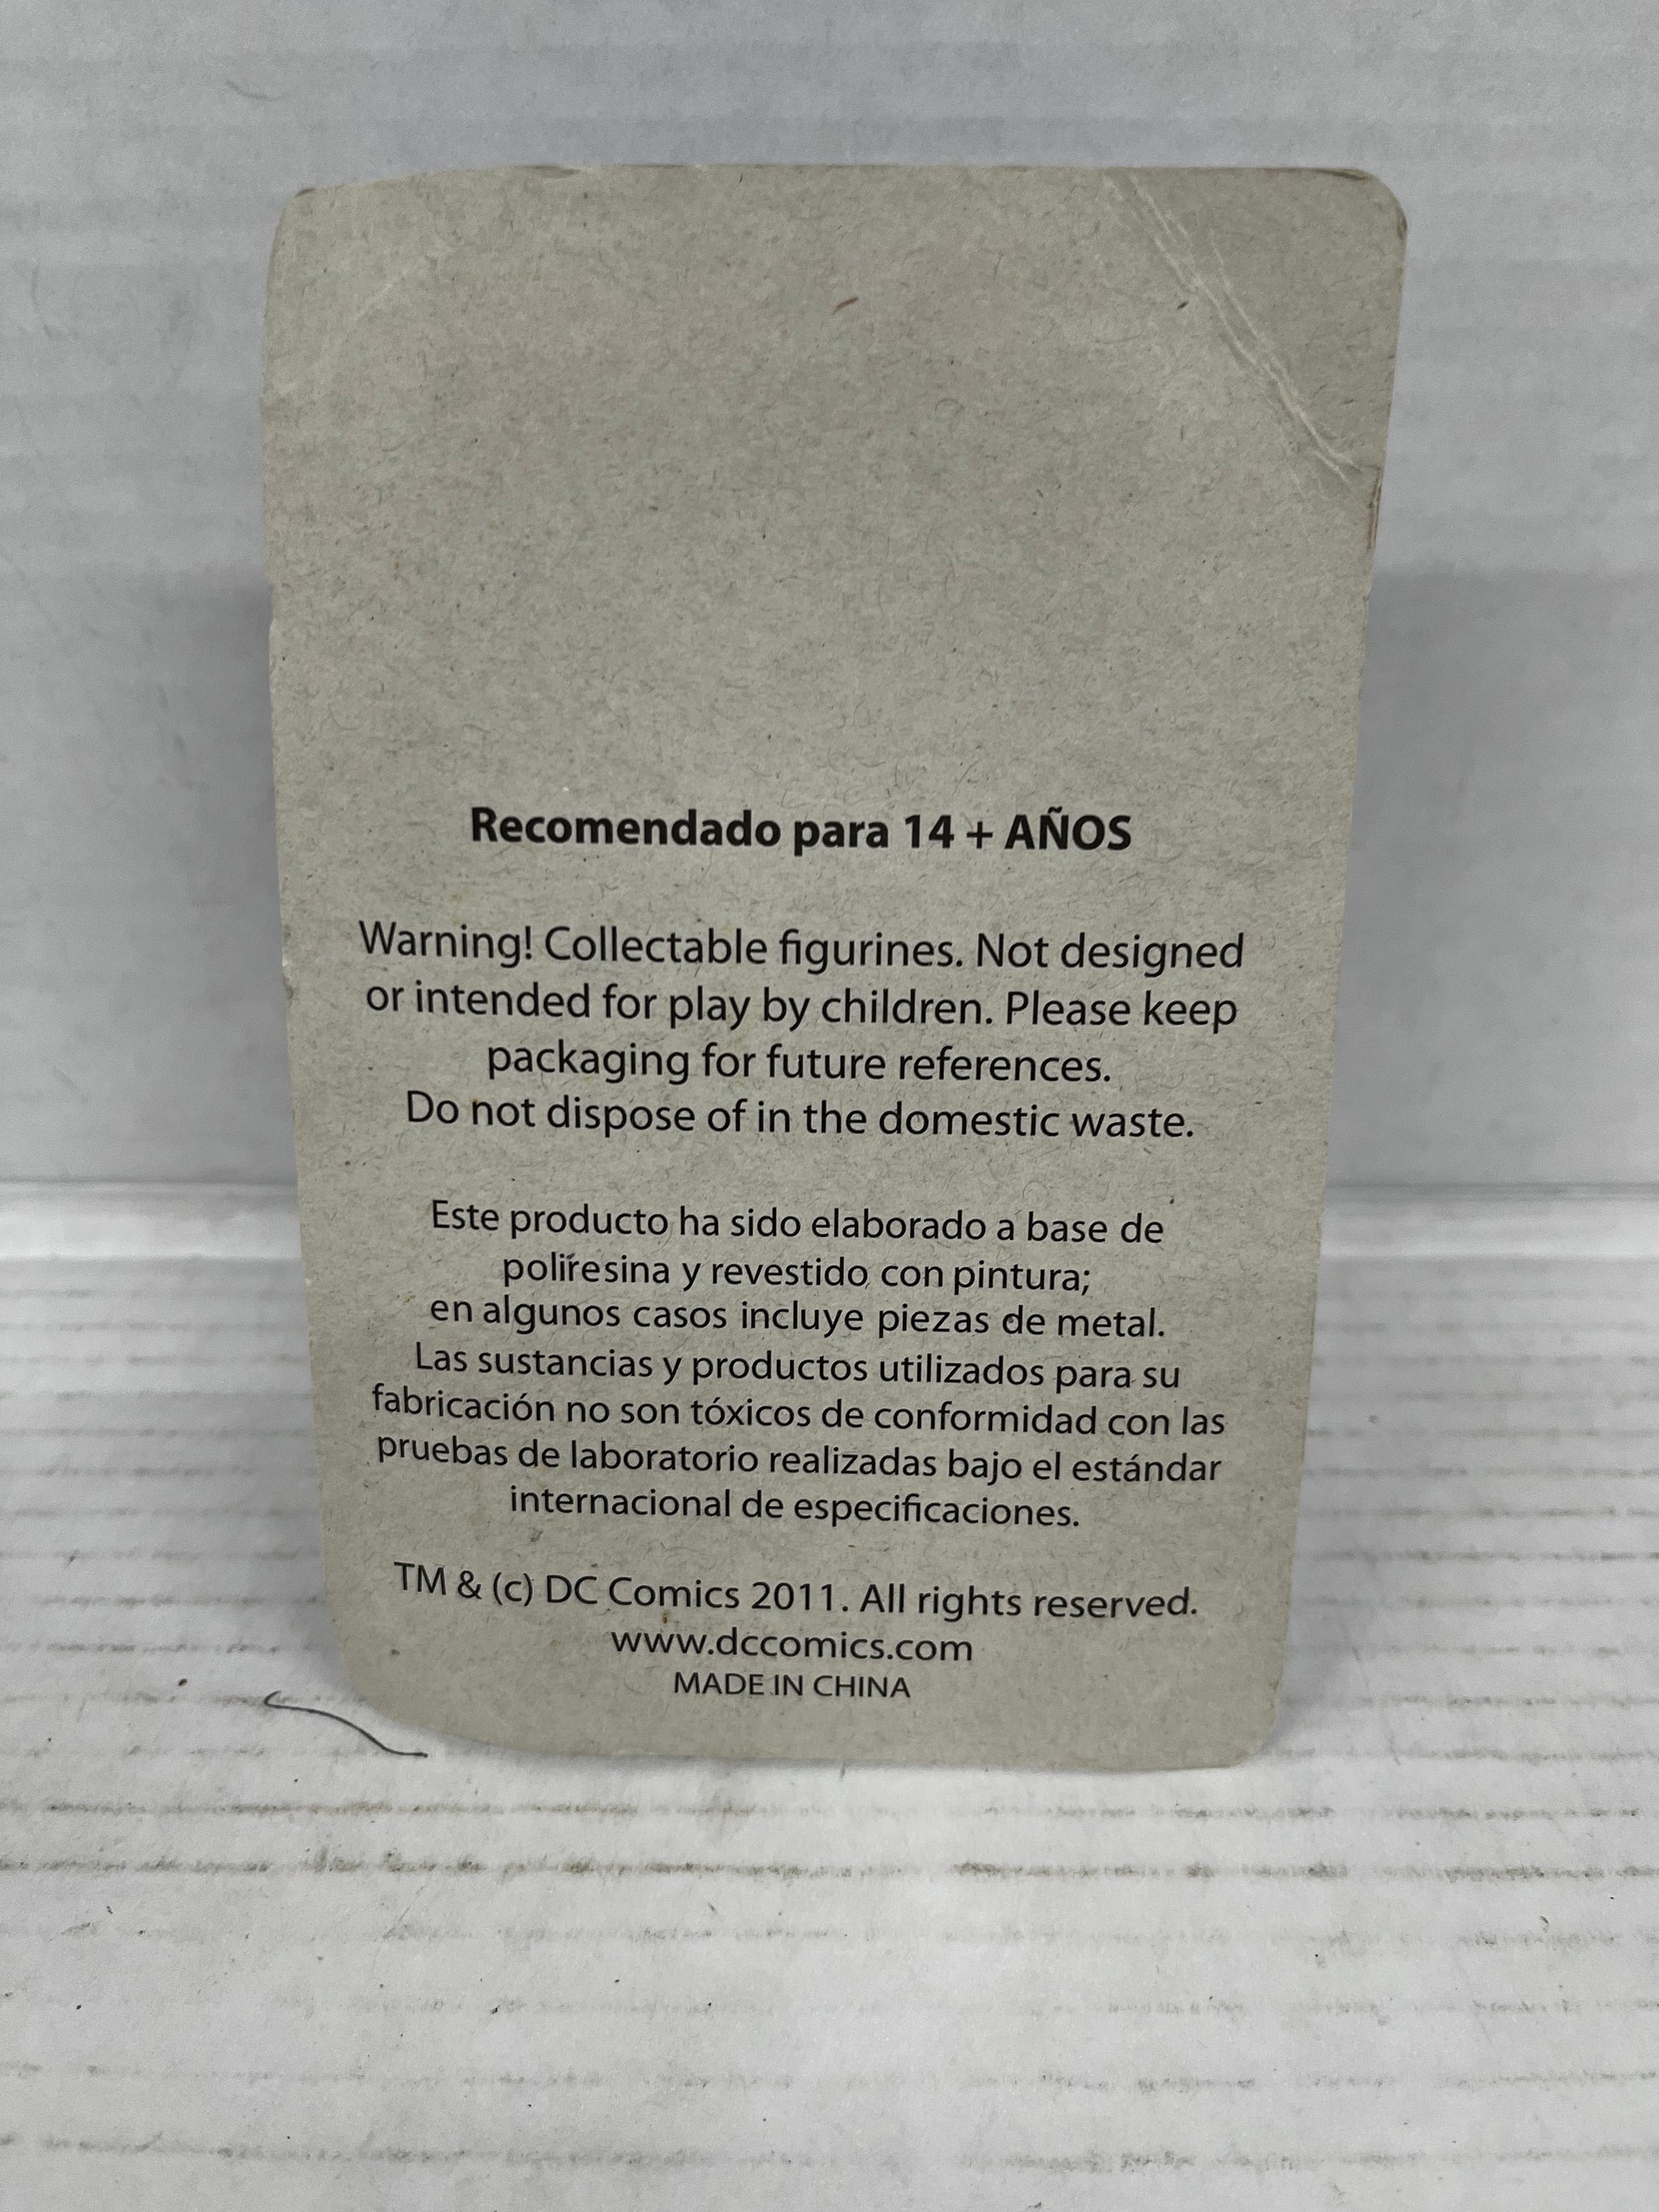 Recomendado para 14 + AÑOS
Warning! Collectable figurines. Not designed
or intended for play by children. Please keep
packaging for future references.
Do not dispose of in the domestic waste.
Este producto ha sido elaborado a base de
poliresina y revestido con pintura;
en algunos casos incluye piezas de metal.
Las sustancias y productos utilizados para su
fabricación no son tóxicos de conformidad con las
pruebas de laboratorio realizadas bajo el estándar
internacional de especificaciones.
TM & (c) DC Comics 2011. All rights reserved.
www.dccomics.com
MADE IN CHINA